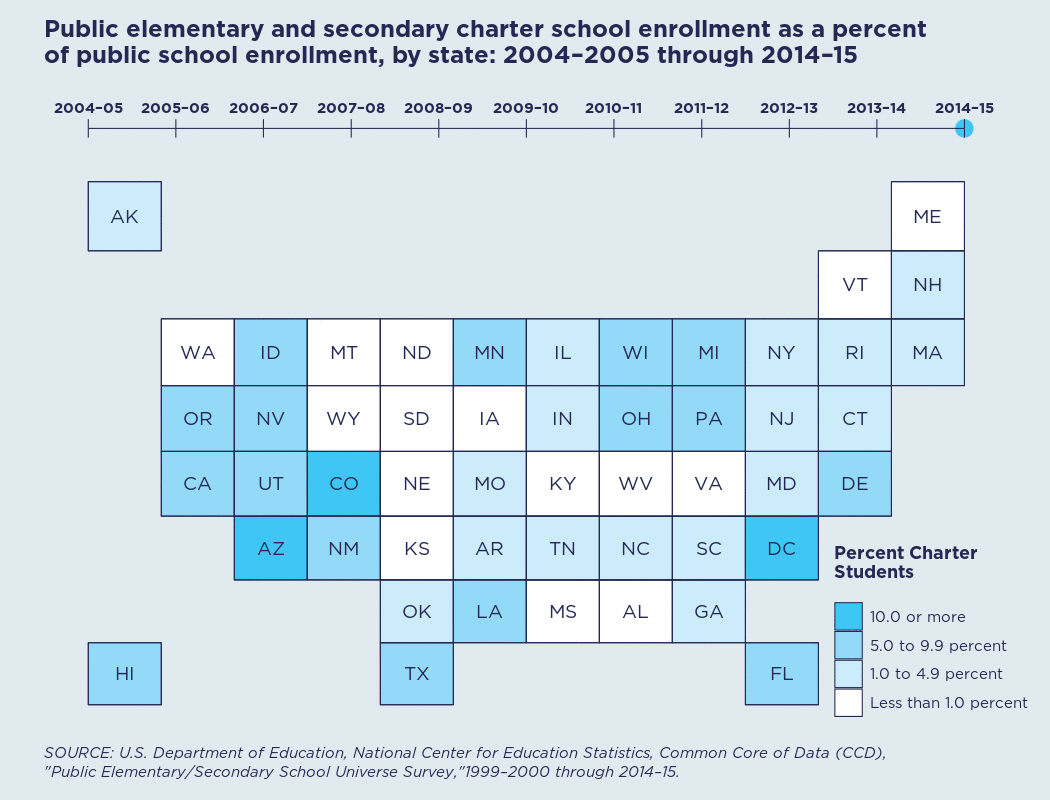 Public elementary and secondary charter school enrollment as a percent
of public school enrollment, by state: 2004–2005 through 2014–15
2004–05 2005–06 2006–07 2007–08 2008–09 2009–10 2010–11 2011–12 2012–13 2013–14 2014–15
AK ME
VT NH
WA ID MT ND MN IL WI MI NY RI MA
OR NV WY SD IA IN OH PA NJ CT
CA UT CO NE MO KY WV VA MD DE
AZ NM KS AR TN NC SC DC
OK LA MS AL GA
HI TX FL
Percent Charter
Students
10.0 or more
5.0 to 9.9 percent
1.0 to 4.9 percent
Less than 1.0 percent
SOURCE: U.S. Department of Education, National Center for Education Statistics, Common Core of Data (CCD),
"Public Elementary/Secondary School Universe Survey,"1999–2000 through 2014–15.